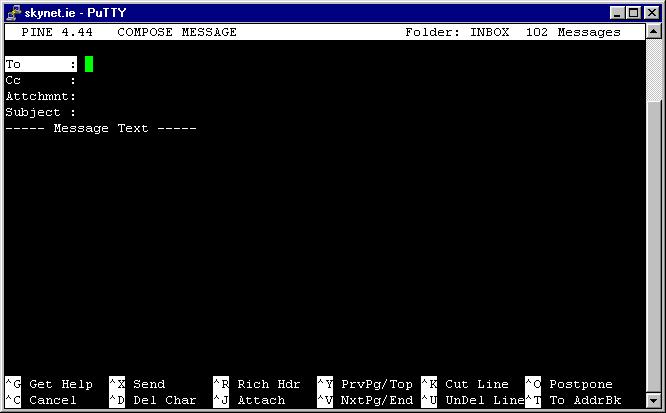 skynet.ie - PuTTY
PINE 4.44   COMPOSE MESSAGE                     Folder: INBOX  102 Messages
To      :
Cc      :
Attchmnt:
Subject :
----- Message Text -----
^G Get Help  ^X Send      ^R Rich Hdr  ^Y PrvPg/Top ^K Cut Line  ^O Postpone
^C Cancel    ^D Del Char  ^J Attach    ^V NxtPg/End ^U UnDel Line^T To AddrBk